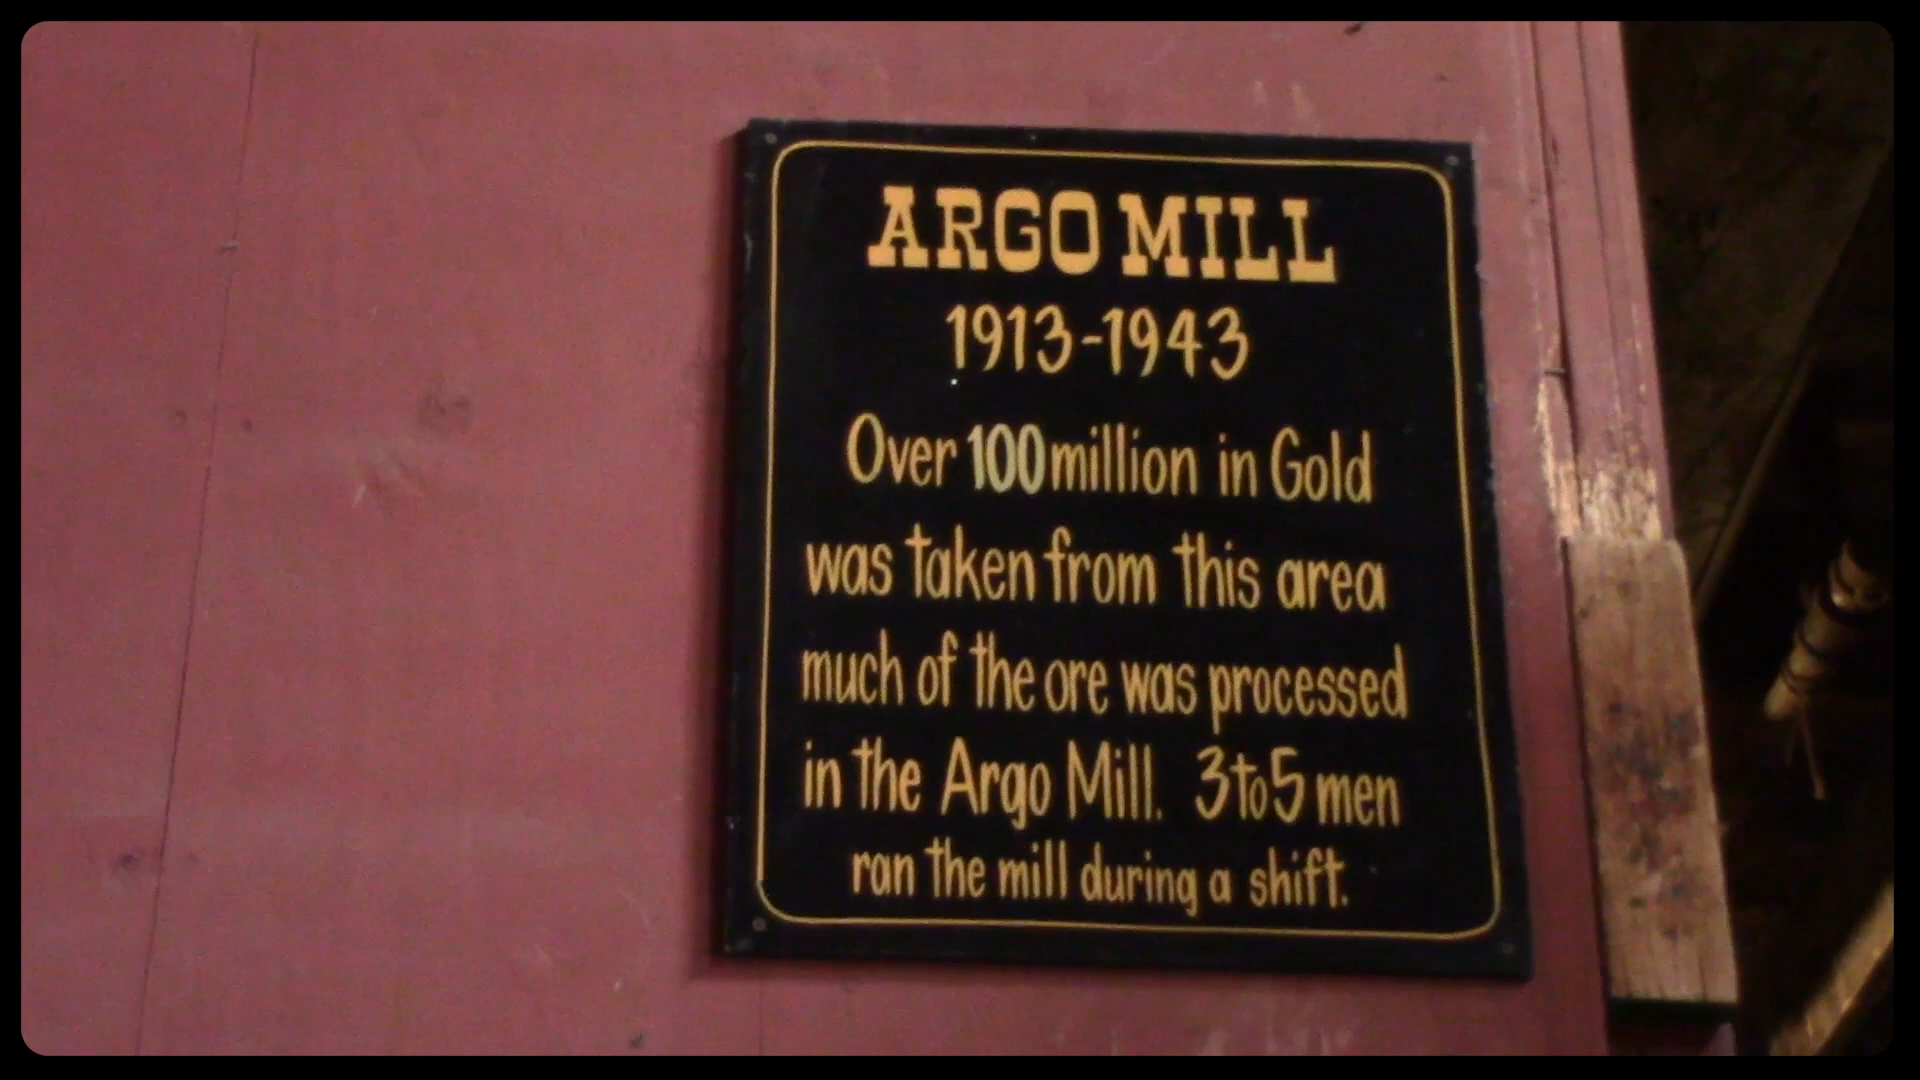 ARGO MILL
1913-1943
Over 100 million in Gold
was taken from this area
much of the ore was processed
in the Argo Mill. 3 to 5 men
ran the mill during a shift.